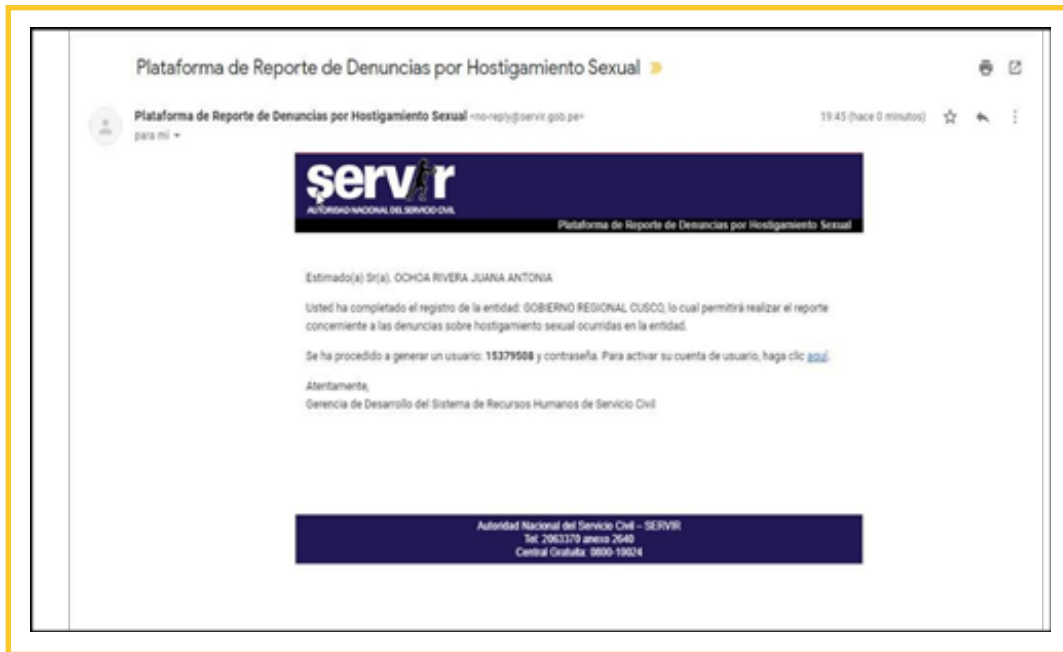 Plataforma de Reporte de Denuncias por Hostigamiento Sexual
Plataforma de Reporte de Denuncias por Hostigamiento Sexual <no-reply@servir.gob.pe>
19:45 (hace 0 minutos)
para mí
servir
AUTORIDAD NACIONAL DEL SERVICIO CIVIL
Plataforma de Reporte de Denuncias por Hostigamiento Sexual
Estimado(a) Sr(a). OCHOA RIVERA JUANA ANTONIA
Usted ha completado el registro de la entidad: GOBIERNO REGIONAL CUSCO, lo cual permitirá realizar el reporte
concerniente a las denuncias sobre hostigamiento sexual ocurridas en la entidad.
Se ha procedido a generar un usuario: 15379508 y contraseña. Para activar su cuenta de usuario, haga clic aquí.
Atentamente,
Gerencia de Desarrollo del Sistema de Recursos Humanos de Servicio Civil
Autoridad Nacional del Servicio Civil – SERVIR
Tel: 2063370 anexo 2640
Central Gratuita: 0800-10024